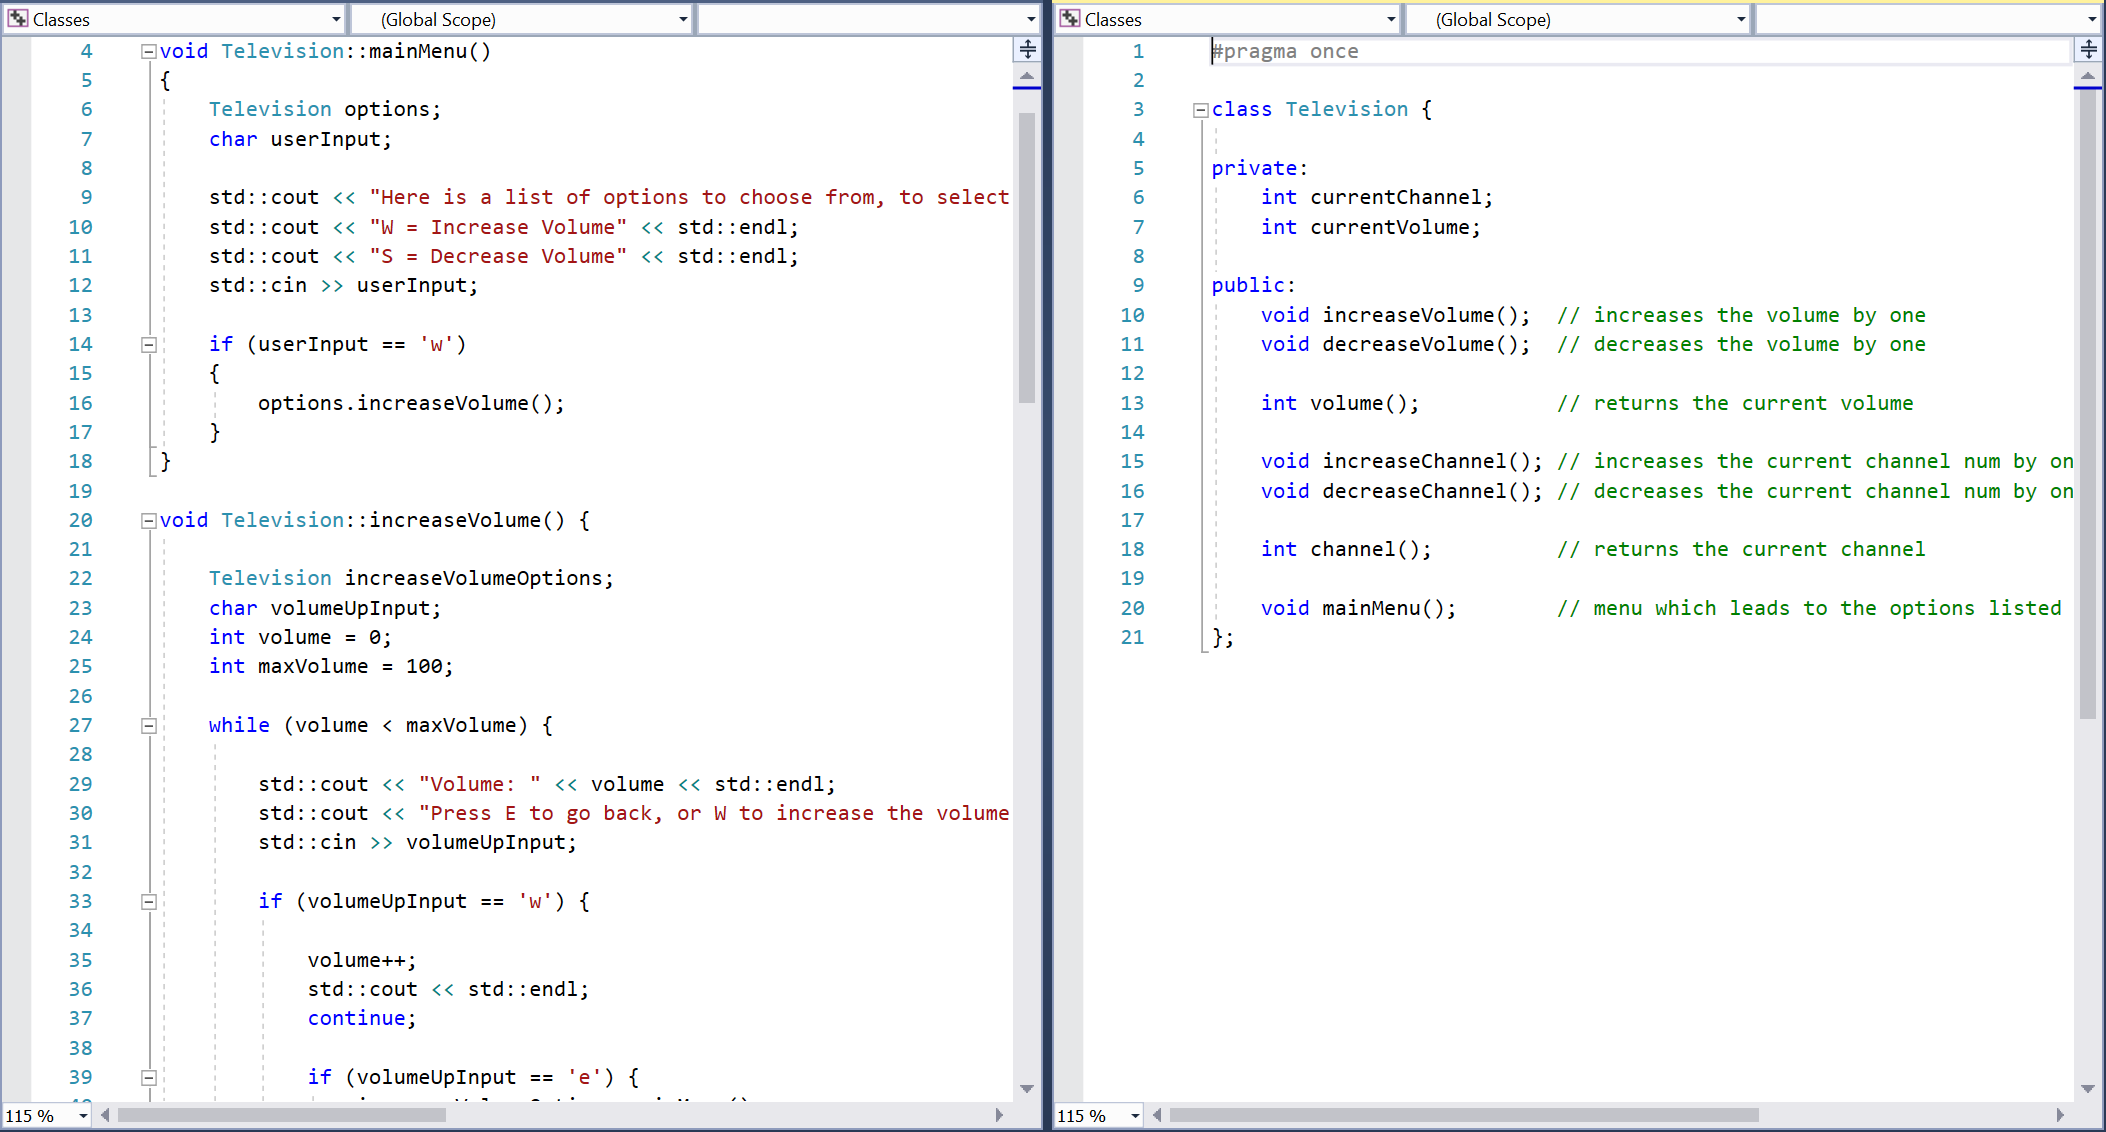 Classes (Global Scope)
4 void Television::mainMenu()
5 {
6 Television options;
7 char userInput;
8
9 std::cout << "Here is a list of options to choose from, to select
10 std::cout << "W = Increase Volume" << std::endl;
11 std::cout << "S = Decrease Volume" << std::endl;
12 std::cin >> userInput;
13
14 if (userInput == 'w')
15 {
16 options.increaseVolume();
17 }
18 }
19
20 void Television::increaseVolume() {
21
22 Television increaseVolumeOptions;
23 char volumeUpInput;
24 int volume = 0;
25 int maxVolume = 100;
26
27 while (volume < maxVolume) {
28
29 std::cout << "Volume: " << volume << std::endl;
30 std::cout << "Press E to go back, or W to increase the volume
31 std::cin >> volumeUpInput;
32
33 if (volumeUpInput == 'w') {
34
35 volume++;
36 std::cout << std::endl;
37 continue;
38
39 if (volumeUpInput == 'e') {
115 %
Classes (Global Scope)
1 #pragma once
2
3 class Television {
4
5 private:
6 int currentChannel;
7 int currentVolume;
8
9 public:
10 void increaseVolume(); // increases the volume by one
11 void decreaseVolume(); // decreases the volume by one
12
13 int volume(); // returns the current volume
14
15 void increaseChannel(); // increases the current channel num by on
16 void decreaseChannel(); // decreases the current channel num by on
17
18 int channel(); // returns the current channel
19
20 void mainMenu(); // menu which leads to the options listed
21 };
115 %